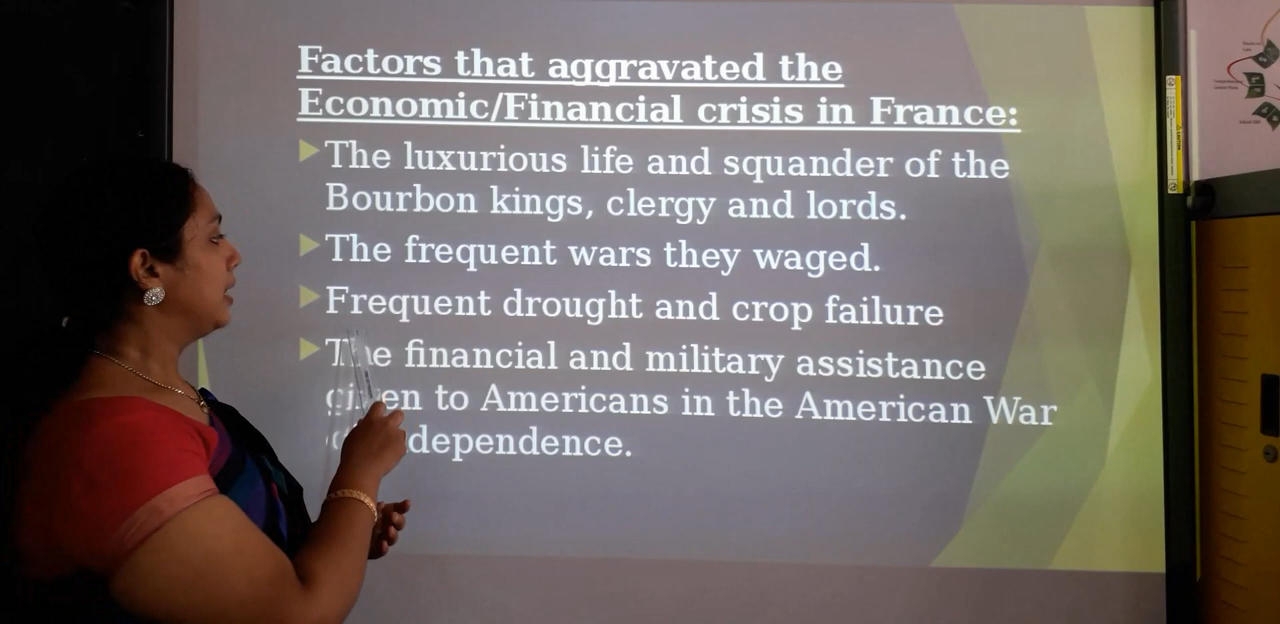 Factors that aggravated the
Economic/Financial crisis in France:
The luxurious life and squander of the
Bourbon kings, clergy and lords.
The frequent wars they waged.
Frequent drought and crop failure
The financial and military assistance
given to Americans in the American War
of Independence.